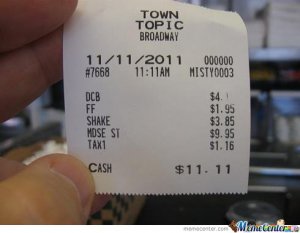 TOWN
TOPIC
BROADWAY
11/11/2011 000000
#7668 11:11AM MISTY0003
DCB $4.
FF $1.95
SHAKE $3.85
MDSE ST $9.95
TAX1 $1.16
CASH $11.11
memecenter.com MemeCenter